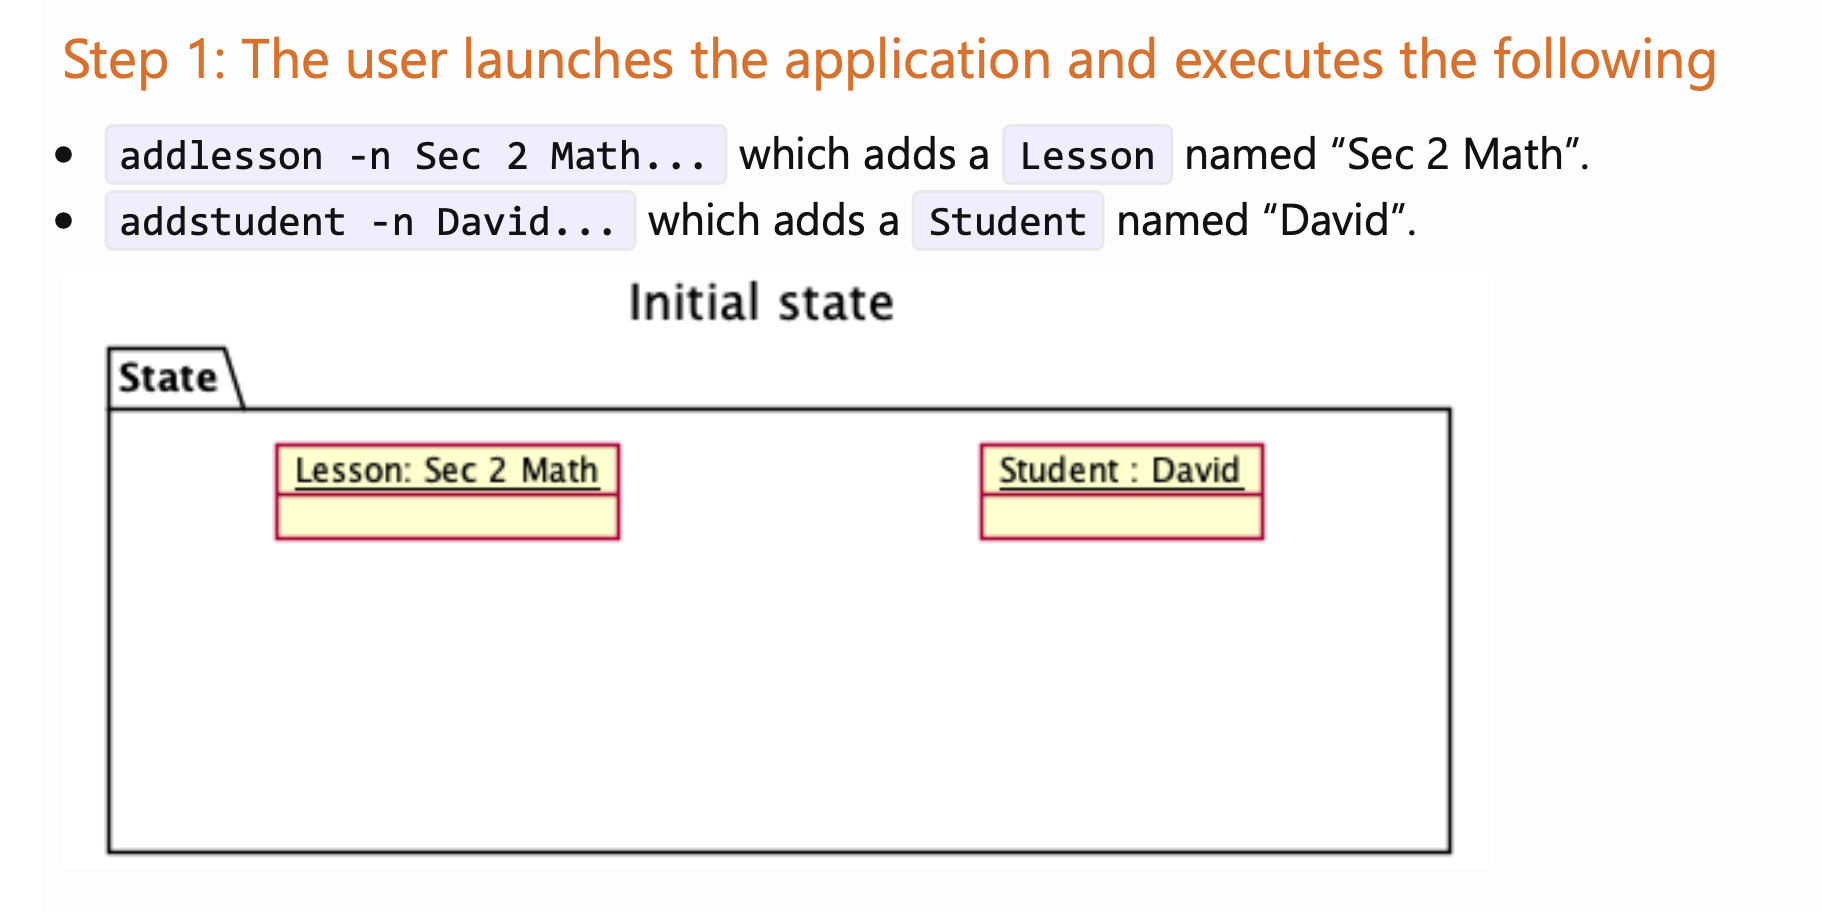 Step 1: The user launches the application and executes the following
• addlesson -n Sec 2 Math... which adds a Lesson named “Sec 2 Math”.
• addstudent -n David... which adds a Student named “David”.
Initial state
State
Lesson: Sec 2 Math
Student : David